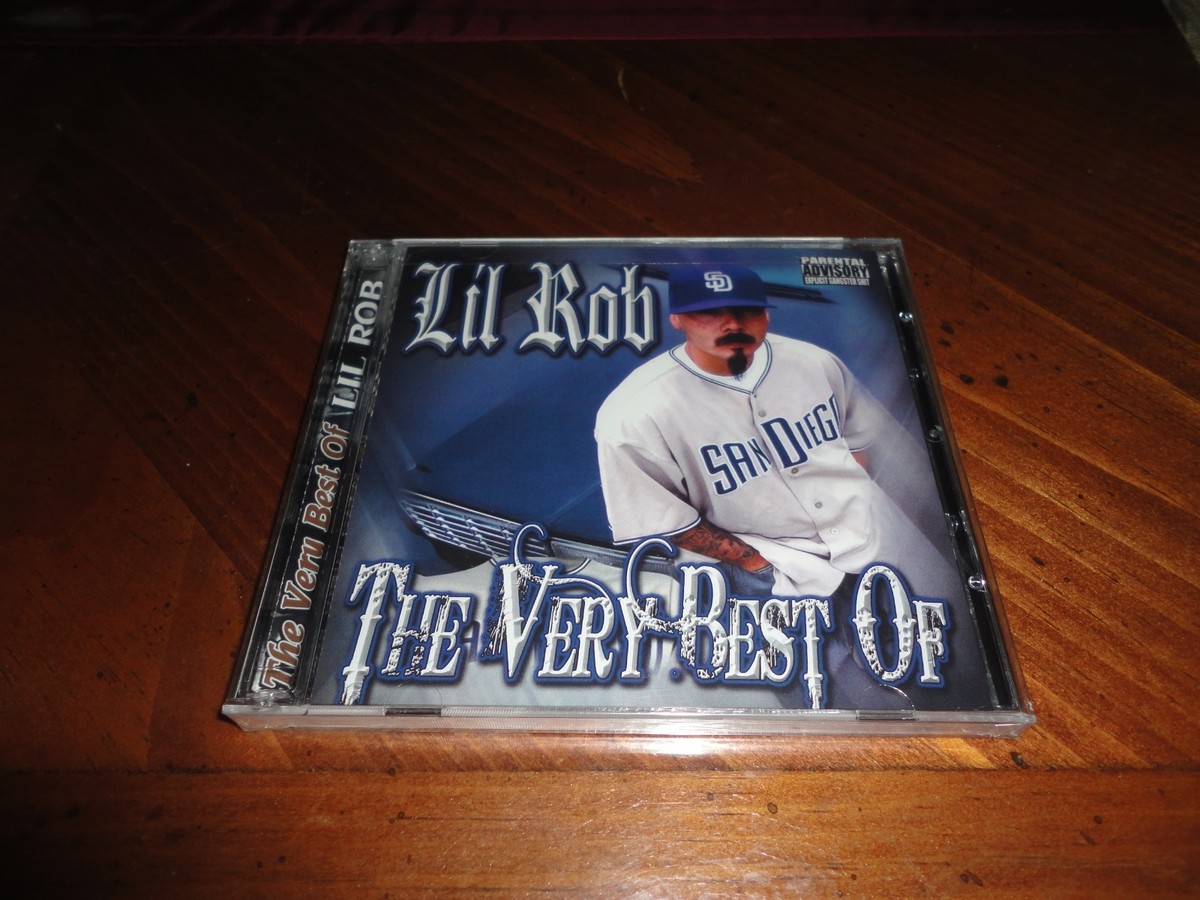 Lil Rob
SD
PARENTAL
ADVISORY
EXPLICIT GANGSTER SHIT
SAN DIEGO
THE VERY BEST OF
The Very Best Of LIL ROB